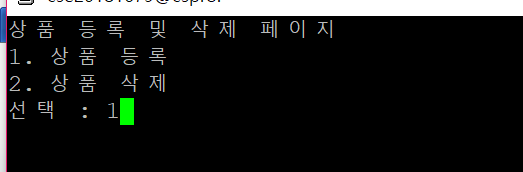 상품 등록 및 삭제 페이지
1. 상품 등록
2. 상품 삭제
선택 : 1